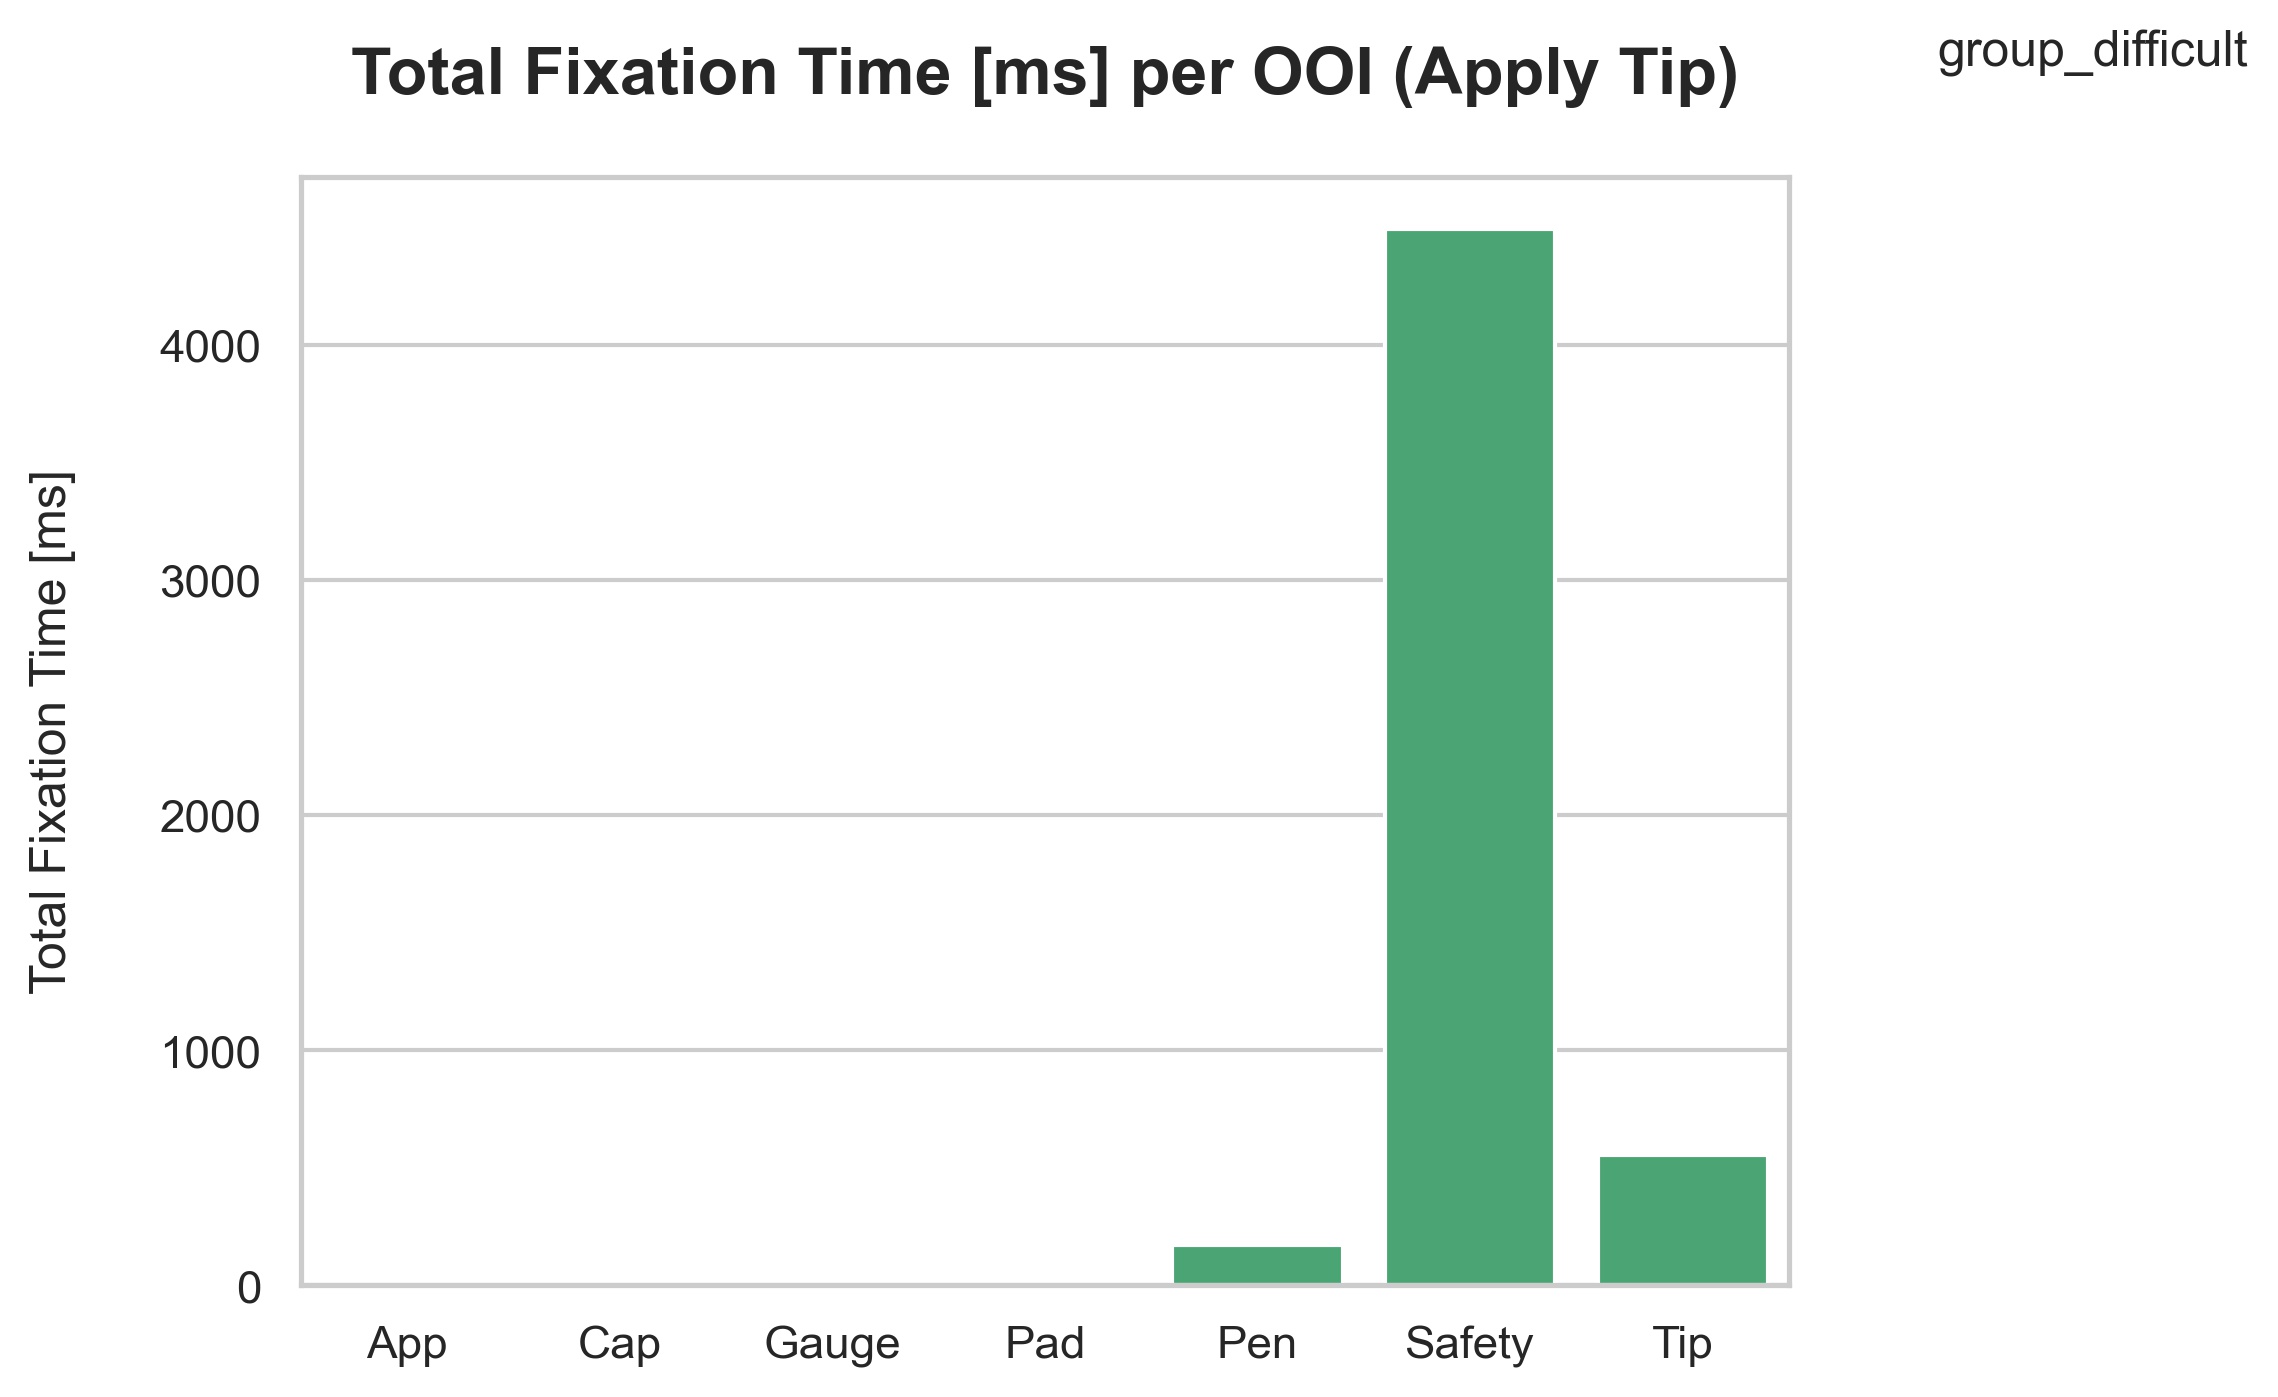 group_difficult
Total Fixation Time [ms] per OOI (Apply Tip)
Total Fixation Time [ms]
4000
3000
2000
1000
0
App Cap Gauge Pad Pen Safety Tip